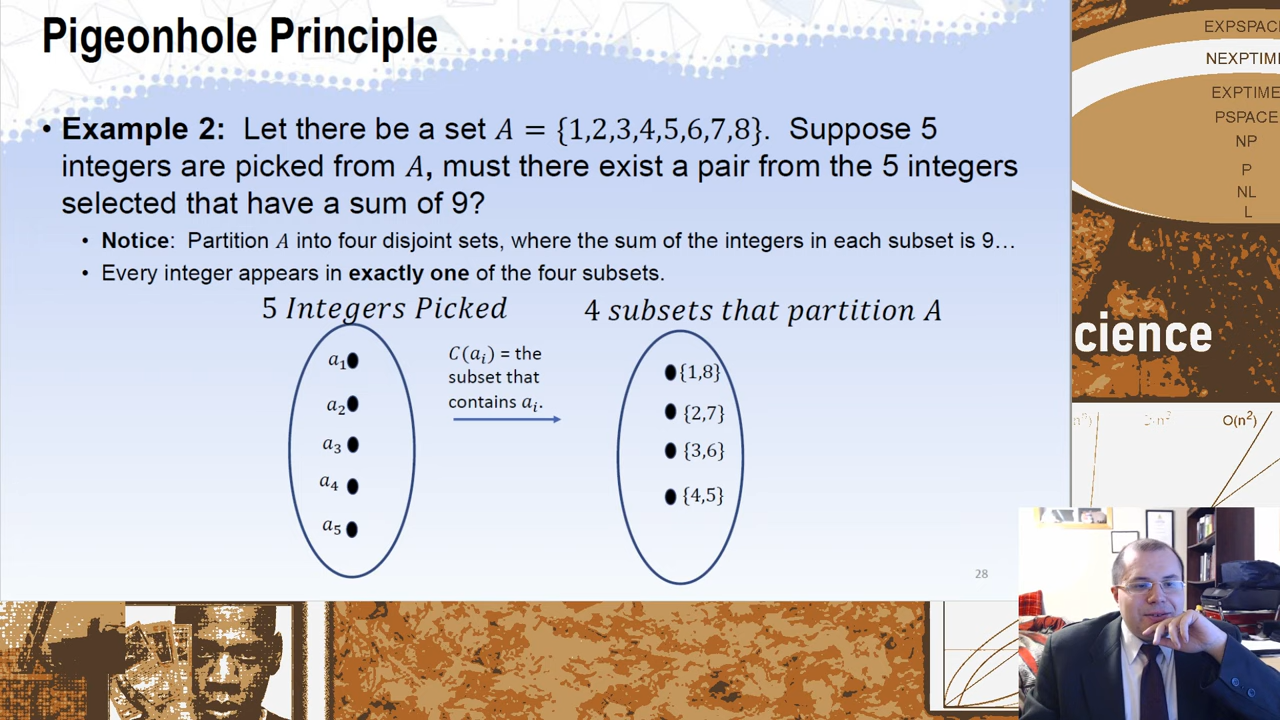 Pigeonhole Principle
• Example 2: Let there be a set A = {1,2,3,4,5,6,7,8}. Suppose 5
integers are picked from A, must there exist a pair from the 5 integers
selected that have a sum of 9?
• Notice: Partition A into four disjoint sets, where the sum of the integers in each subset is 9…
• Every integer appears in exactly one of the four subsets.
5 Integers Picked
4 subsets that partition A
C(aᵢ) = the
subset that
contains aᵢ.
a₁
a₂
a₃
a₄
a₅
{1,8}
{2,7}
{3,6}
{4,5}
28
EXPSPAC
NEXPTIM
EXPTIME
PSPACE
NP
P
NL
L
cience
O(n²)